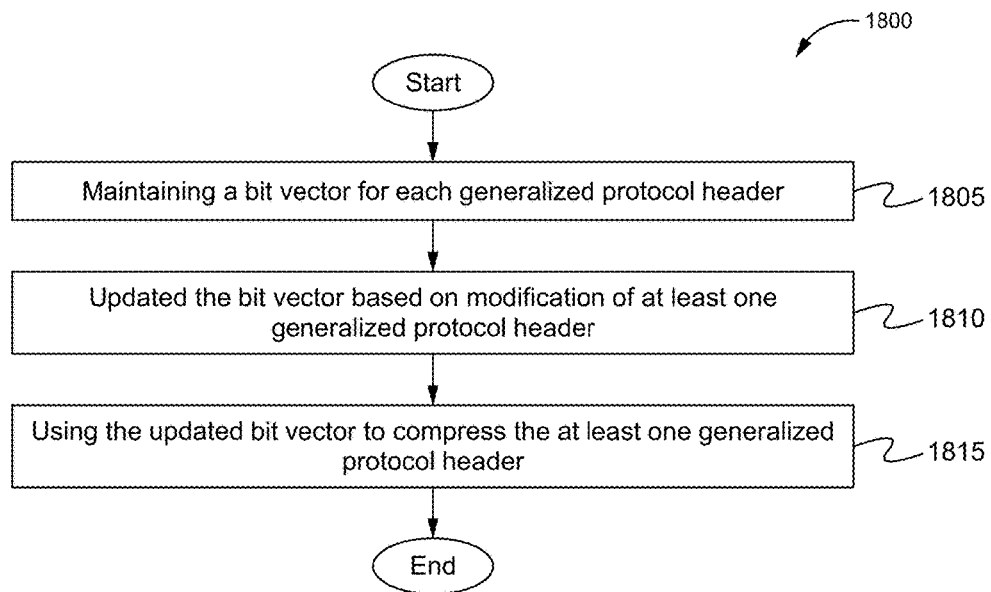 1800
Start
Maintaining a bit vector for each generalized protocol header
1805
Updated the bit vector based on modification of at least one
generalized protocol header
1810
Using the updated bit vector to compress the at least one generalized
protocol header
1815
End